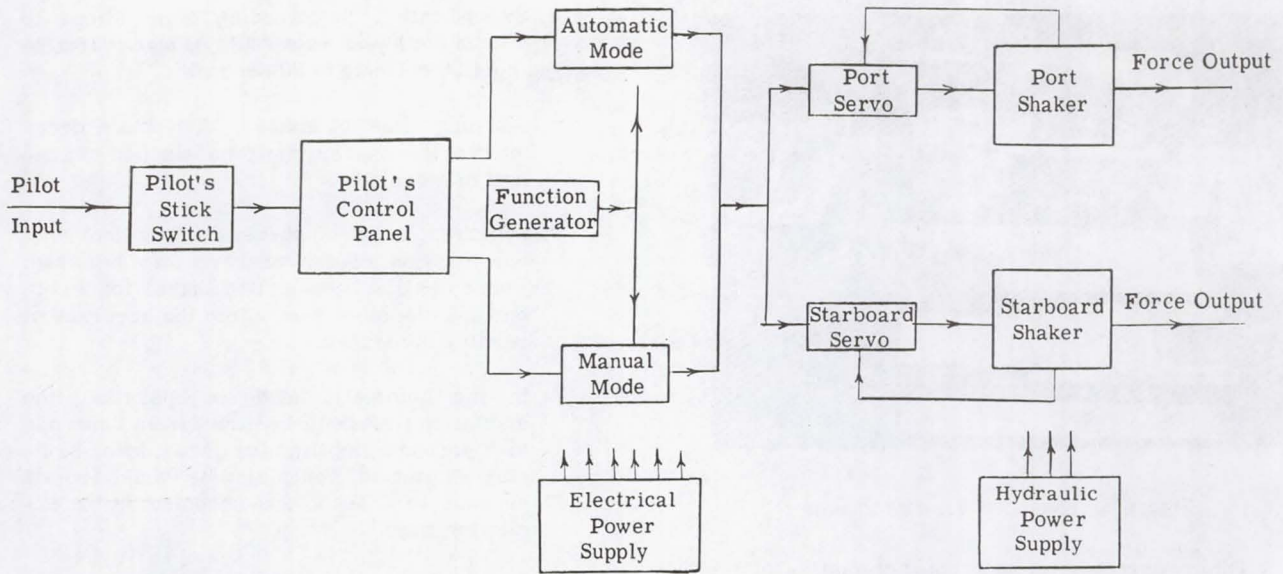 Automatic
Mode
Port
Servo
Port
Shaker
Force Output
Pilot
Input
Pilot's
Stick
Switch
Pilot's
Control
Panel
Function
Generator
Starboard
Servo
Starboard
Shaker
Force Output
Manual
Mode
Electrical
Power
Supply
Hydraulic
Power
Supply